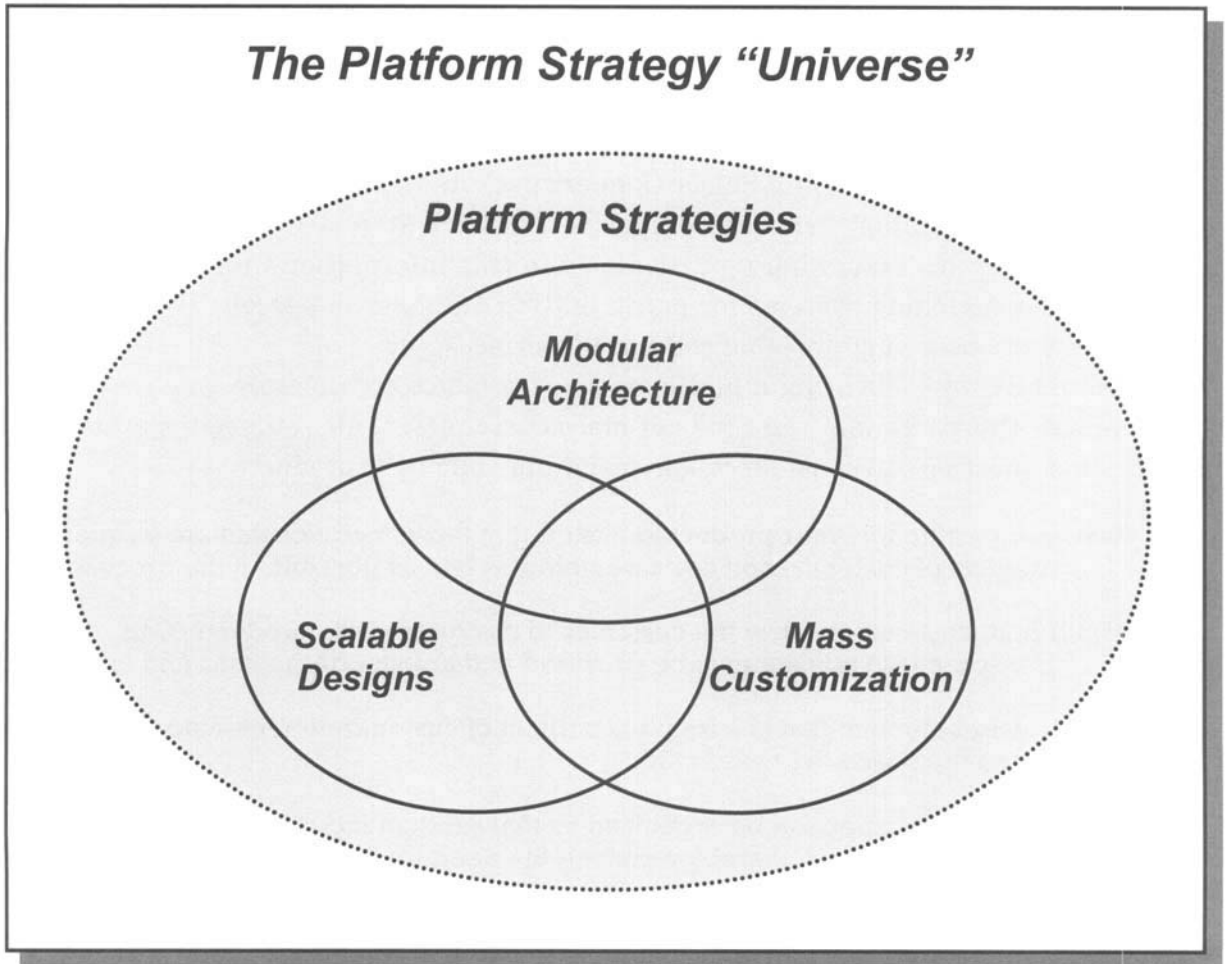 The Platform Strategy “Universe”
Platform Strategies
Modular
Architecture
Scalable
Designs
Mass
Customization